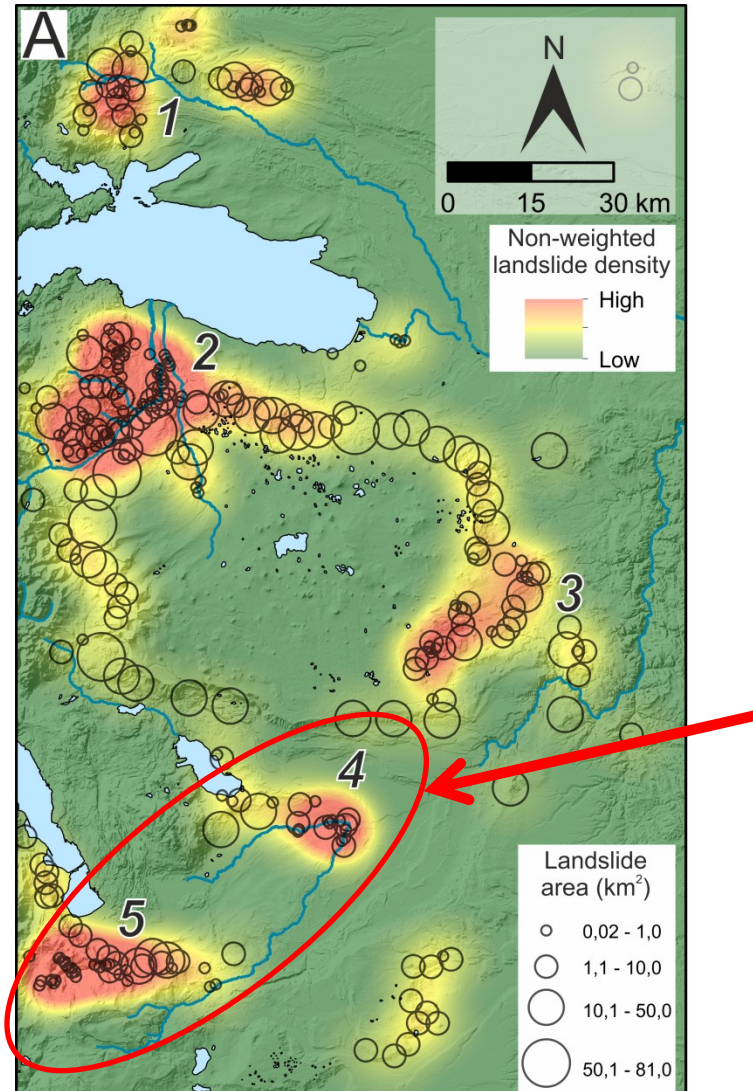 A
N
0 15 30 km
Non-weighted
landslide density
High
Low
1
2
3
4
5
Landslide
area (km²)
0,02 - 1,0
1,1 - 10,0
10,1 - 50,0
50,1 - 81,0